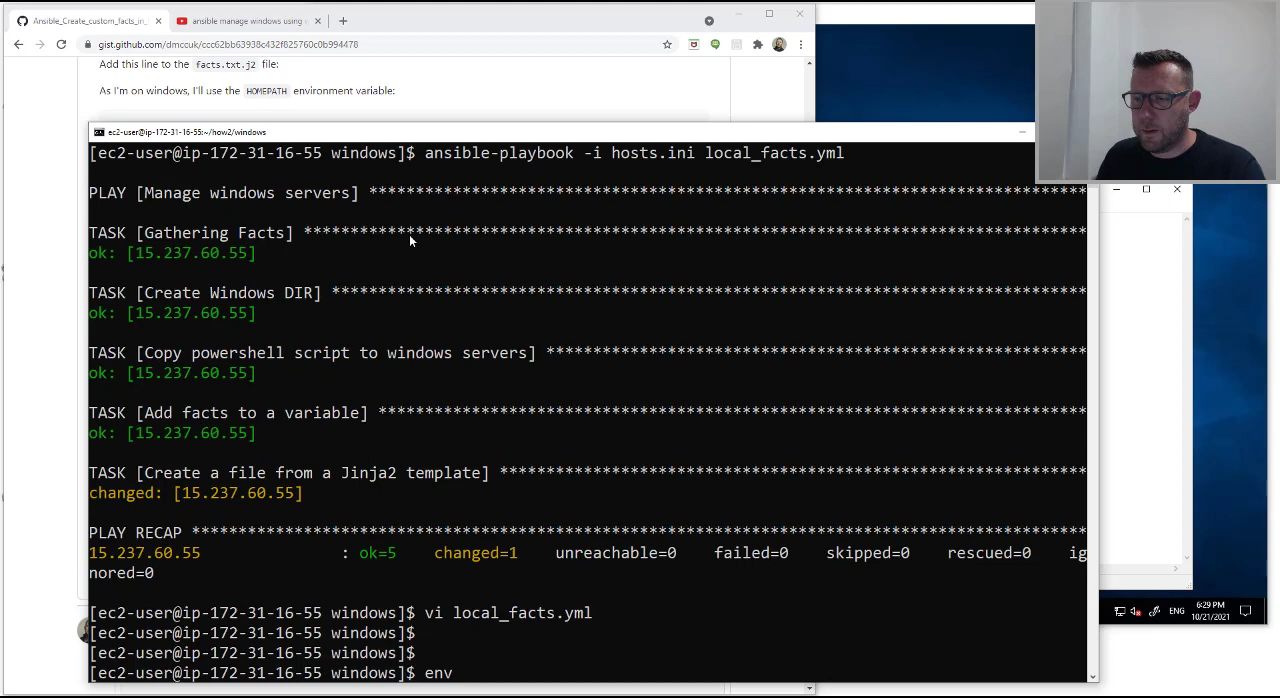 Ansible_Create_custom_facts_in_
ansible manage windows using
gist.github.com/dmccuk/ccc62bb63938c432f825760c0b994478
Add this line to the facts.txt.j2 file:
As I'm on windows, I'll use the HOMEPATH environment variable:
ec2-user@ip-172-31-16-55:~/how2/windows
[ec2-user@ip-172-31-16-55 windows]$ ansible-playbook -i hosts.ini local_facts.yml
PLAY [Manage windows servers] *****************************************************************************
TASK [Gathering Facts] ************************************************************************************
ok: [15.237.60.55]
TASK [Create Windows DIR] *********************************************************************************
ok: [15.237.60.55]
TASK [Copy powershell script to windows servers] **********************************************************
ok: [15.237.60.55]
TASK [Add facts to a variable] ****************************************************************************
ok: [15.237.60.55]
TASK [Create a file from a Jinja2 template] ***************************************************************
changed: [15.237.60.55]
PLAY RECAP ************************************************************************************************
15.237.60.55 : ok=5 changed=1 unreachable=0 failed=0 skipped=0 rescued=0 ig
nored=0
[ec2-user@ip-172-31-16-55 windows]$ vi local_facts.yml
[ec2-user@ip-172-31-16-55 windows]$
[ec2-user@ip-172-31-16-55 windows]$
[ec2-user@ip-172-31-16-55 windows]$ env
ENG
6:29 PM
10/21/2021